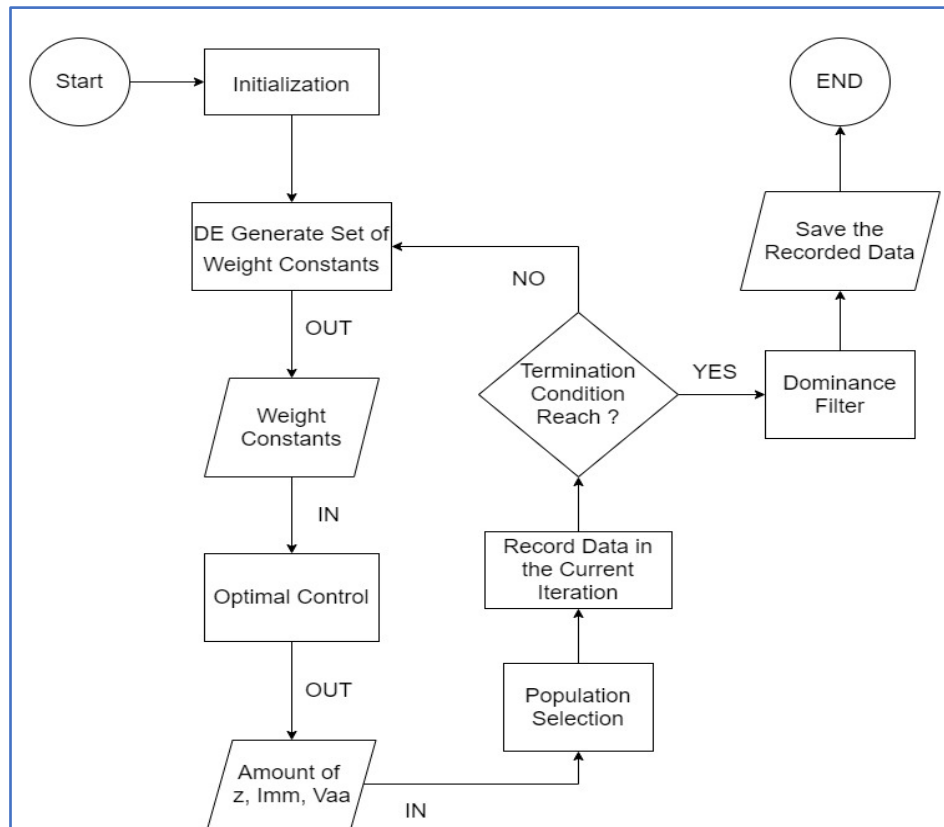 Start
Initialization
DE Generate Set of
Weight Constants
OUT
Weight
Constants
IN
Optimal Control
OUT
Amount of
z, Imm, Vaa
IN
Population
Selection
Record Data in
the Current
Iteration
Termination
Condition
Reach ?
NO
YES
Dominance
Filter
Save the
Recorded Data
END